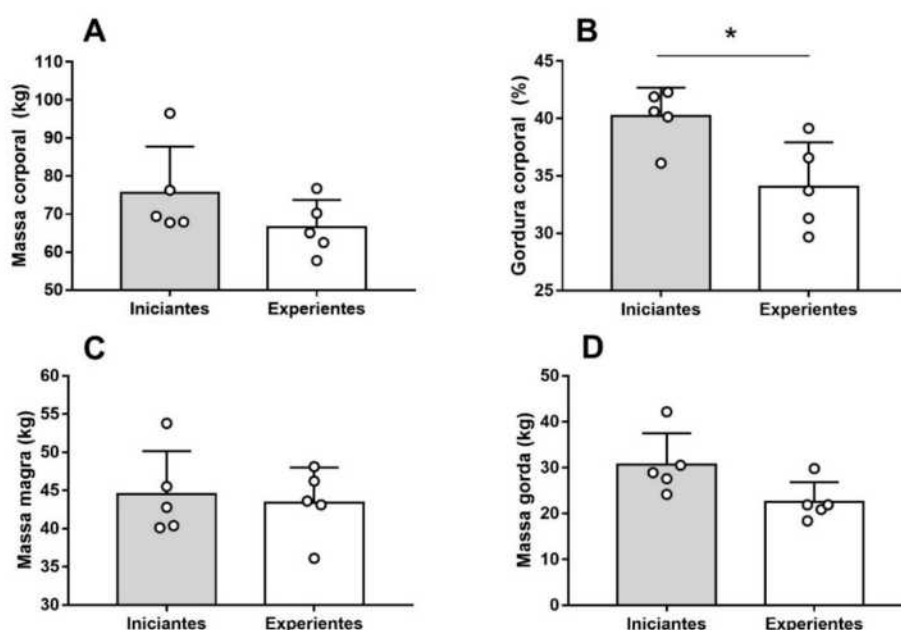 A
Massa corporal (kg)
110
100
90
80
70
60
50
Iniciantes Experientes
B
*
Gordura corporal (%)
45
40
35
30
25
Iniciantes Experientes
C
Massa magra (kg)
60
55
50
45
40
35
30
Iniciantes Experientes
D
Massa gorda (kg)
50
40
30
20
10
0
Iniciantes Experientes